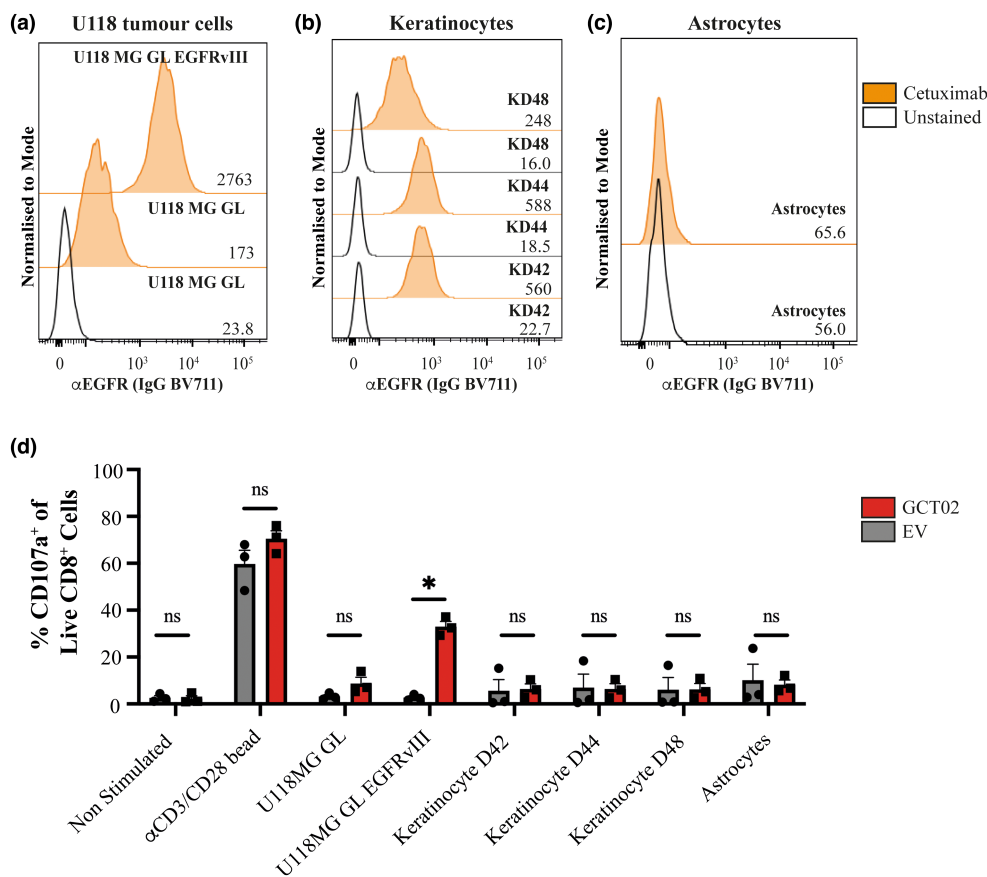 (a) U118 tumour cells
Normalised to Mode
U118 MG GL EGFRvIII
2763
U118 MG GL
173
U118 MG GL
23.8
0 10³ 10⁴ 10⁵
αEGFR (IgG BV711)
(b) Keratinocytes
Normalised to Mode
KD48
248
KD48
16.0
KD44
588
KD44
18.5
KD42
560
KD42
22.7
0 10³ 10⁴ 10⁵
αEGFR (IgG BV711)
(c) Astrocytes
Normalised to Mode
Astrocytes
65.6
Astrocytes
56.0
0 10³ 10⁴ 10⁵
αEGFR (IgG BV711)
Cetuximab
Unstained
(d)
% CD107a⁺ of
Live CD8⁺ Cells
100
80
60
40
20
0
ns
ns
ns
*
ns
ns
ns
ns
Non Stimulated
αCD3/CD28 bead
U118MG GL
U118MG GL EGFRvIII
Keratinocyte D42
Keratinocyte D44
Keratinocyte D48
Astrocytes
GCT02
EV